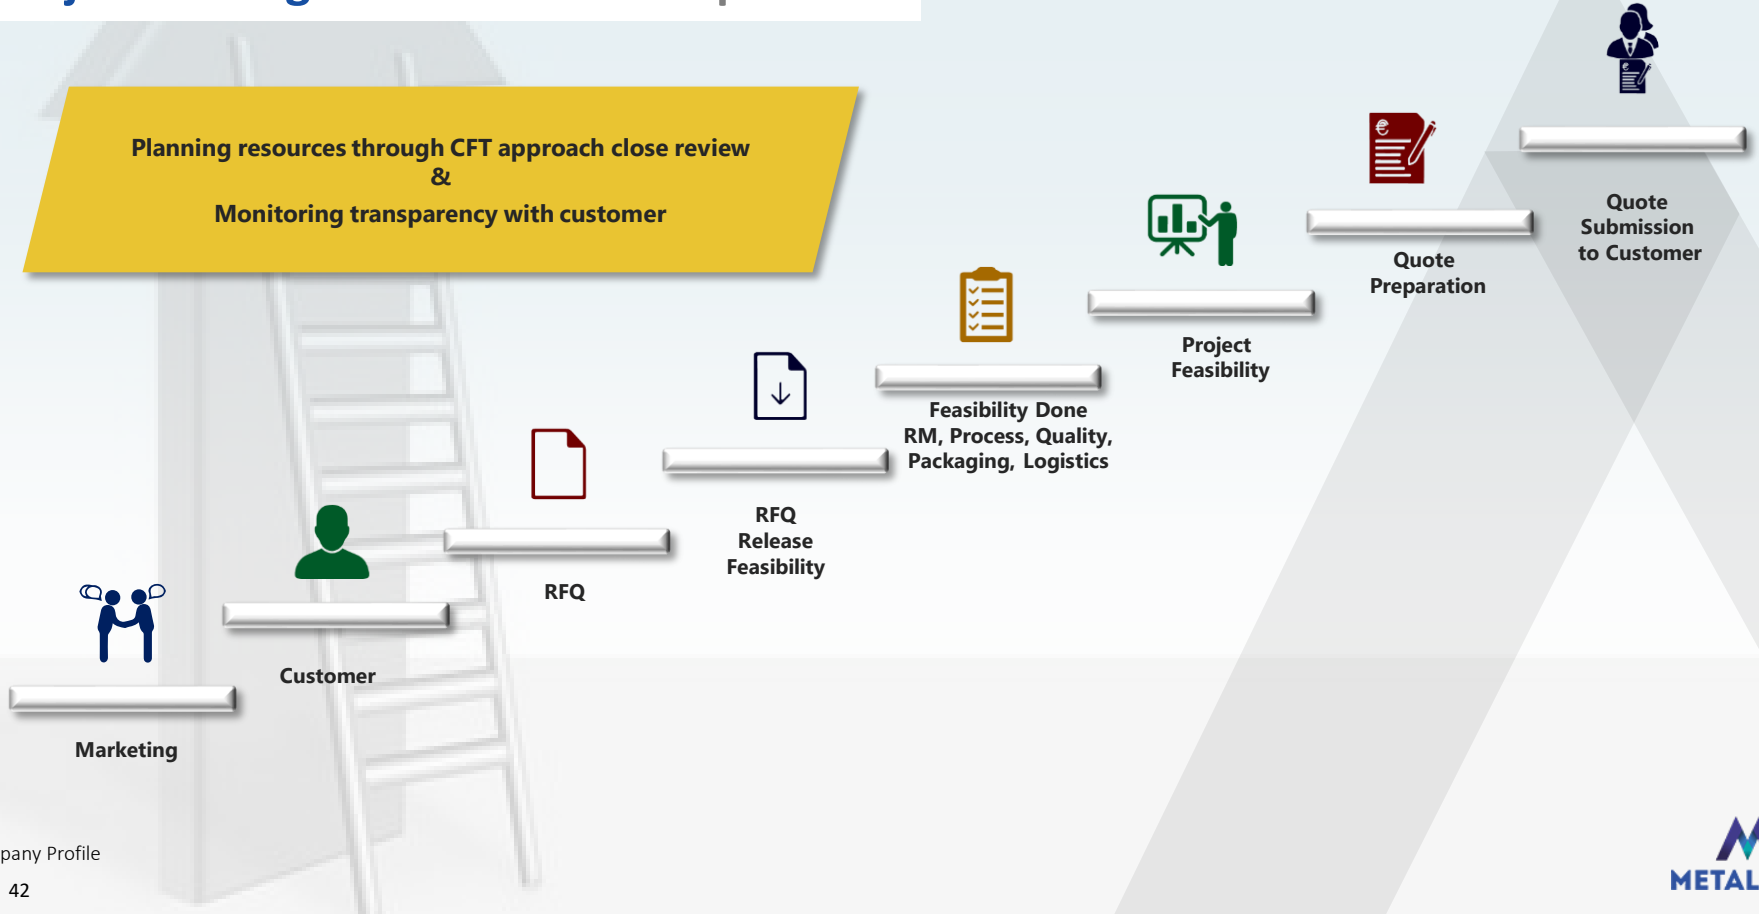 Planning resources through CFT approach close review
&
Monitoring transparency with customer
Quote
Submission
to Customer
Quote
Preparation
Project
Feasibility
Feasibility Done
RM, Process, Quality,
Packaging, Logistics
RFQ
Release
Feasibility
RFQ
Customer
Marketing
pany Profile
42
METAL